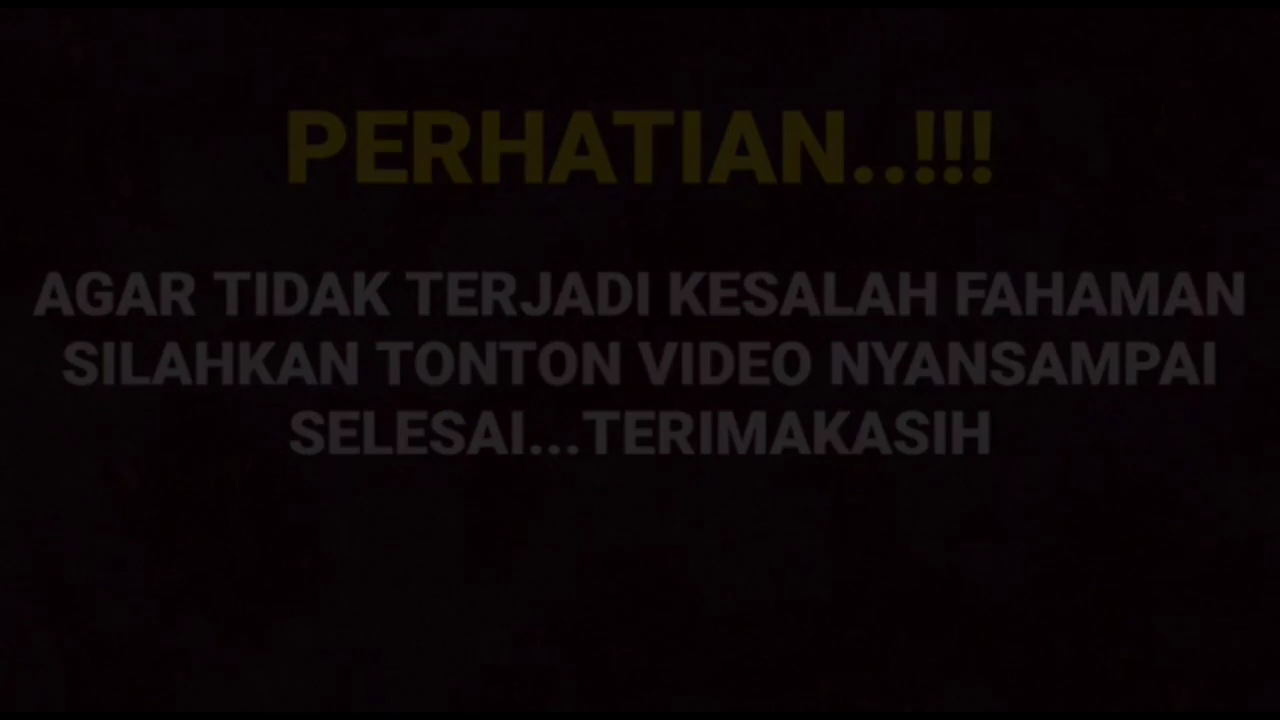 PERHATIAN..!!!
AGAR TIDAK TERJADI KESALAH FAHAMAN
SILAHKAN TONTON VIDEO NYANSAMPAI
SELESAI...TERIMAKASIH